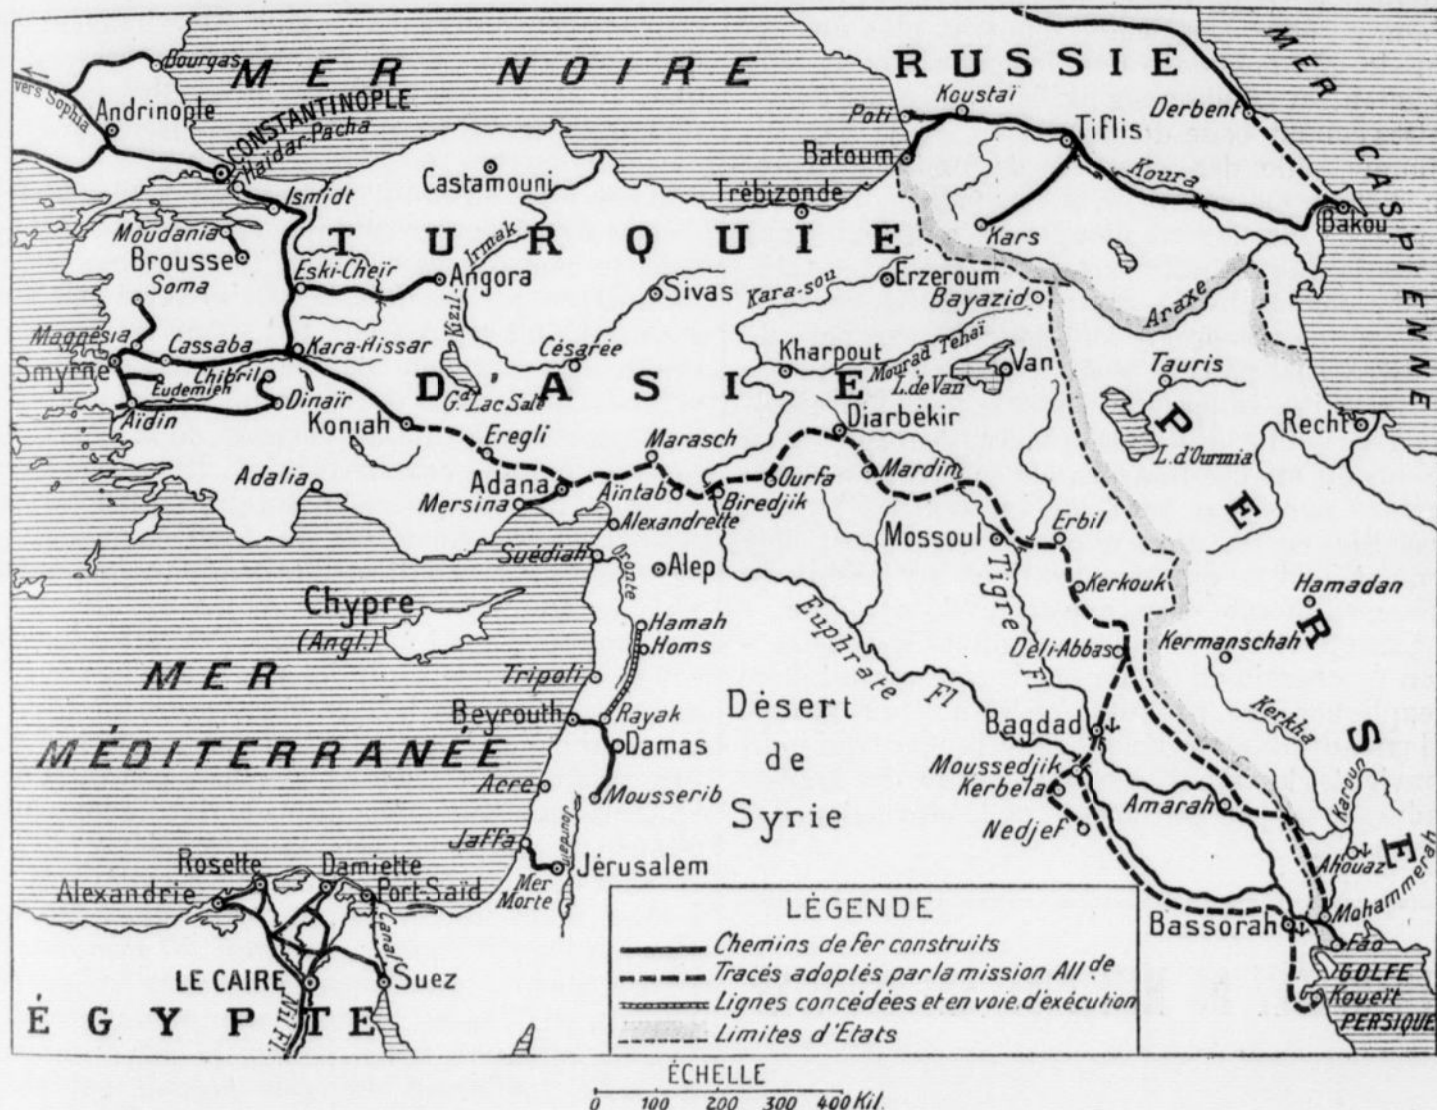 MER NOIRE
RUSSIE
MER CASPIENNE
Bourgas
vers Sophia
Andrinople
CONSTANTINOPLE
Haidar-Pacha
Ismidt
Castamouni
Poti
Koustaï
Derbent
Batoum
Tiflis
Trébizonde
Koura
Bakou
Kars
Moudania
Brousse
TURQUIE
Irmak
Kizil-
Soma
Eski-Cheïr
Angora
Sivas
Kara-sou
Erzeroum
Bayazid
Araxe
Magnésia
Cassaba
Kara-Hissar
Smyrne
Chibril
Eudemieh
Césarée
Kharpout
Mourad Tchaï
Van
L. de Van
Tauris
D'ASIE
Gd. Lac Salé
Aïdin
Dinaïr
Koniah
Eregli
Marasch
Diarbékir
Recht
L. d'Ourmia
PERSE
Adalia
Adana
Mersina
Aïntab
Biredjik
Ourfa
Mardin
Alexandrette
Mossoul
Erbil
Suédiah
Oronte
Alep
Kerkouk
Hamadan
Chypre
(Angl.)
Hamah
Homs
Euphrate Fl
Tigre Fl
Déli-Abbas
Kermanschah
MER
MÉDITERRANÉE
Tripoli
Beyrouth
Rayak
Damas
Désert
de
Syrie
Bagdad
Kerkha
Moussedjik
Kerbela
Karoun
Acre
Mousserib
Nedjef
Amarah
Jaffa
Jourdain
Jérusalem
Ahouaz
Rosette
Damiette
Mer
Morte
Alexandrie
Port-Saïd
Canal
Mohammerah
Bassorah
Fao
LE CAIRE
Suez
GOLFE
Koueït
PERSIQUE
ÉGYPTE
Nil Fl.
LÉGENDE
Chemins de Fer construits
Tracés adoptés par la mission Allde
Lignes concédées et en voie d'exécution
Limites d'Etats
ÉCHELLE
0 100 200 300 400 Kil.